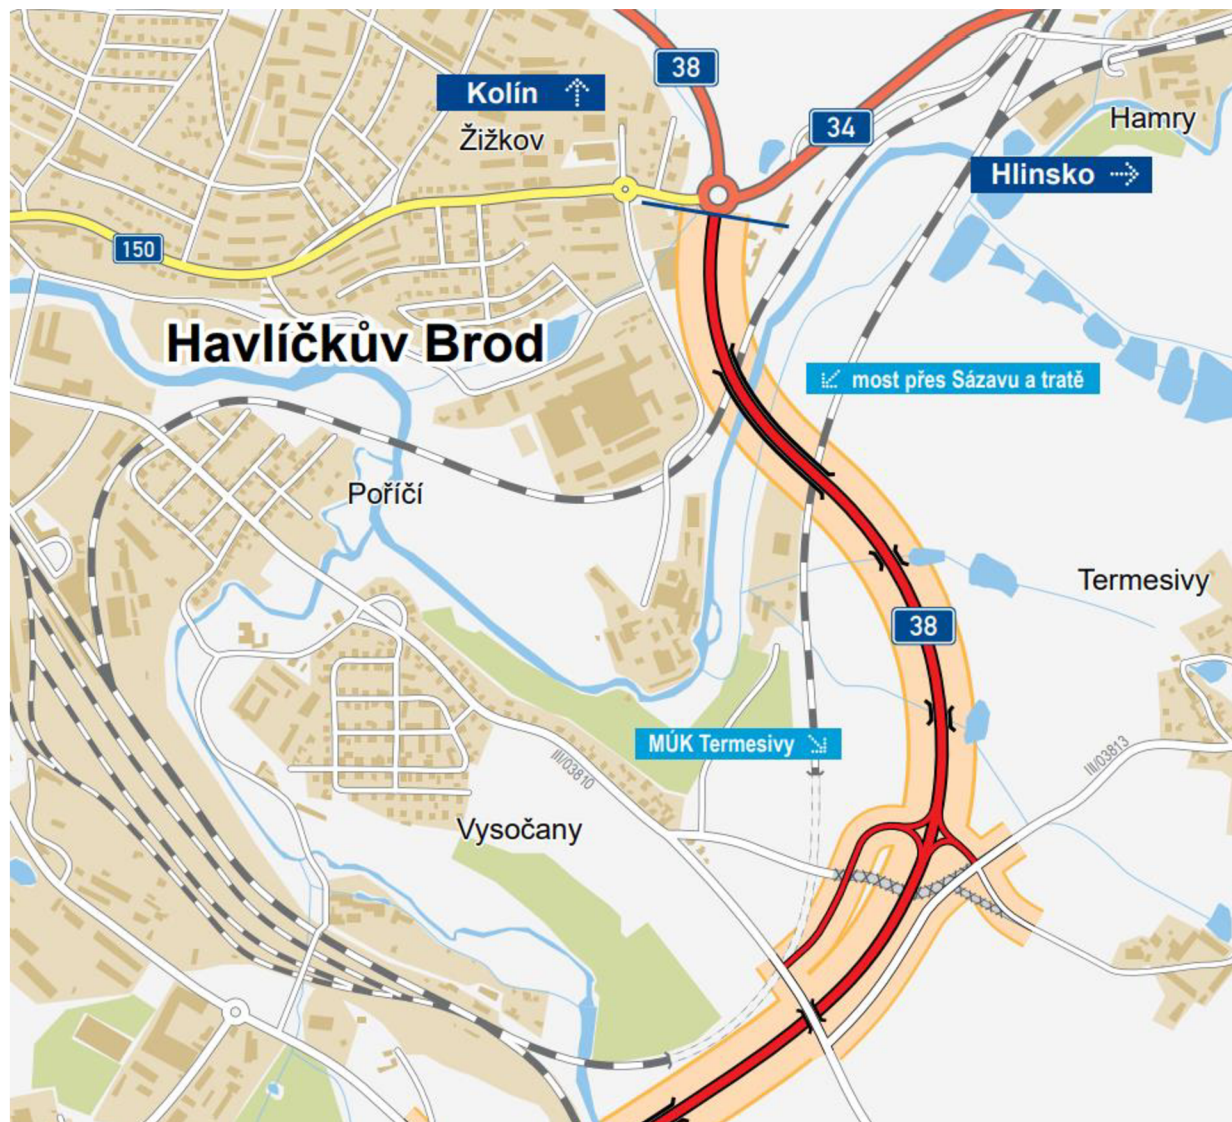 38
Kolín
Žižkov
34
Hamry
Hlinsko
150
Havlíčkův Brod
most přes Sázavu a tratě
Poříčí
Termesivy
38
MÚK Termesivy
III/03810
III/03813
Vysočany